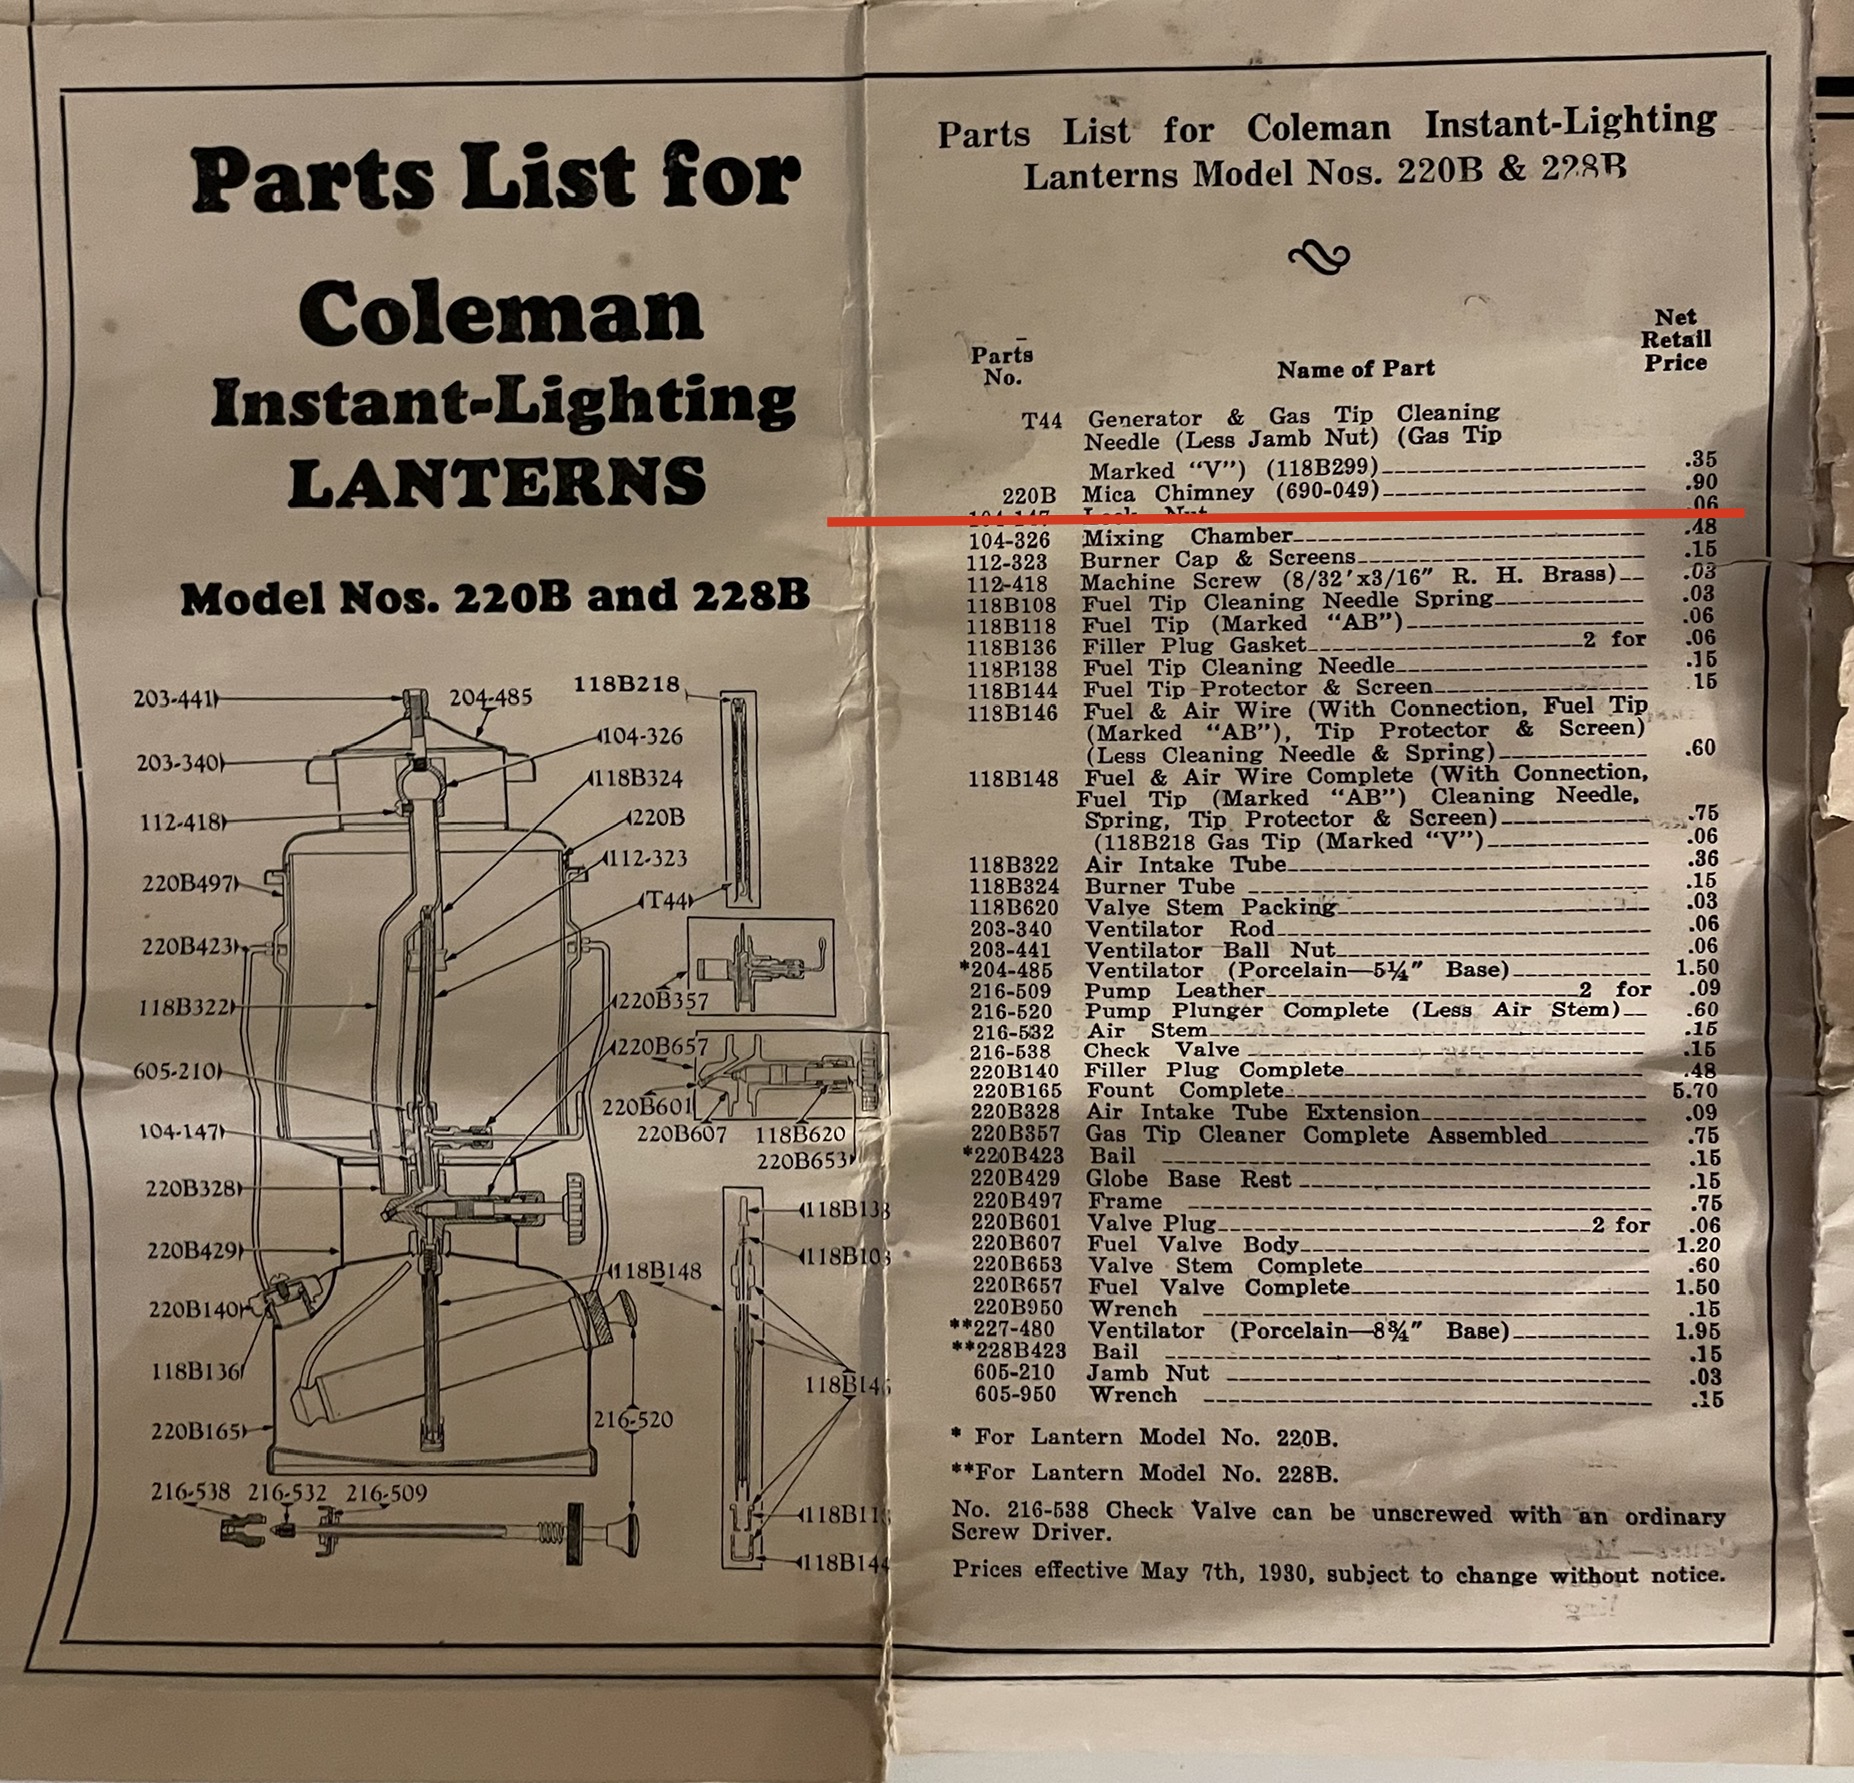 Parts List for
Coleman
Instant-Lighting
LANTERNS
Model Nos. 220B and 228B
203-441
204-485
118B218
104-326
203-340
118B324
112-418
220B
112-323
220B497
T44
220B423
220B357
118B322
220B657
605-210
220B601
104-147
220B607
118B620
220B653
220B328
118B138
220B429
118B108
118B148
220B140
118B136
118B146
220B165
216-520
216-538
216-532
216-509
118B118
118B144
Parts List for Coleman Instant-Lighting
Lanterns Model Nos. 220B & 228B
Parts No.
Name of Part
Net Retail Price
T44 Generator & Gas Tip Cleaning
Needle (Less Jamb Nut) (Gas Tip
Marked "V") (118B299) .35
220B Mica Chimney (690-049) .90
104-147 Lock Nut .06
104-326 Mixing Chamber .48
112-323 Burner Cap & Screens .15
112-418 Machine Screw (8/32'x3/16" R. H. Brass) .03
118B108 Fuel Tip Cleaning Needle Spring .03
118B118 Fuel Tip (Marked "AB") .06
118B136 Filler Plug Gasket 2 for .06
118B138 Fuel Tip Cleaning Needle .15
118B144 Fuel Tip Protector & Screen .15
118B146 Fuel & Air Wire (With Connection, Fuel Tip
(Marked "AB"), Tip Protector & Screen)
(Less Cleaning Needle & Spring) .60
118B148 Fuel & Air Wire Complete (With Connection,
Fuel Tip (Marked "AB") Cleaning Needle,
Spring, Tip Protector & Screen) .75
(118B218 Gas Tip (Marked "V") .06
118B322 Air Intake Tube .36
118B324 Burner Tube .15
118B620 Valve Stem Packing .03
203-340 Ventilator Rod .06
203-441 Ventilator Ball Nut .06
*204-485 Ventilator (Porcelain—5¼" Base) 1.50
216-509 Pump Leather 2 for .09
216-520 Pump Plunger Complete (Less Air Stem) .60
216-532 Air Stem .15
216-538 Check Valve .15
220B140 Filler Plug Complete .48
220B165 Fount Complete 5.70
220B328 Air Intake Tube Extension .09
220B357 Gas Tip Cleaner Complete Assembled .75
*220B423 Bail .15
220B429 Globe Base Rest .15
220B497 Frame .75
220B601 Valve Plug 2 for .06
220B607 Fuel Valve Body 1.20
220B653 Valve Stem Complete .60
220B657 Fuel Valve Complete 1.50
220B950 Wrench .15
**227-480 Ventilator (Porcelain—8¾" Base) 1.95
**228B423 Bail .15
605-210 Jamb Nut .03
605-950 Wrench .15
* For Lantern Model No. 220B.
**For Lantern Model No. 228B.
No. 216-538 Check Valve can be unscrewed with an ordinary
Screw Driver.
Prices effective May 7th, 1930, subject to change without notice.